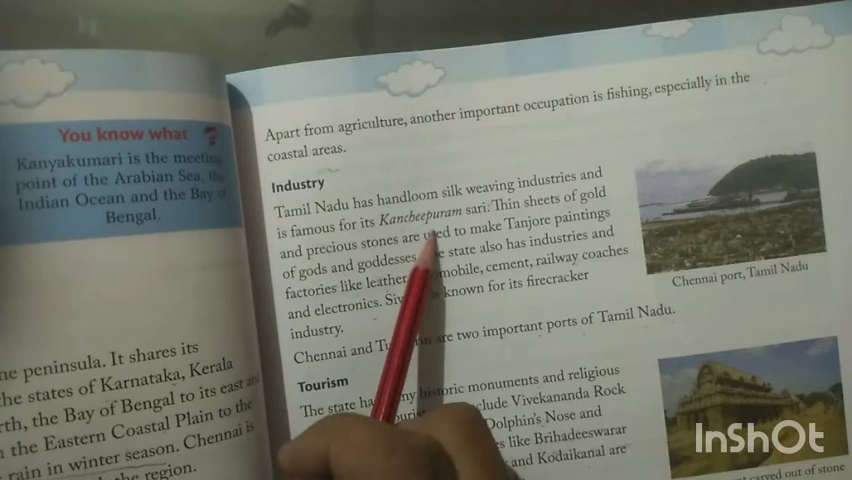 You know what ?
Kanyakumari is the meeting
point of the Arabian Sea, the
Indian Ocean and the Bay of
Bengal.
ne peninsula. It shares its
he states of Karnataka, Kerala
rth, the Bay of Bengal to its east and
n the Eastern Coastal Plain to the
rain in winter season. Chennai is
the region.
Apart from agriculture, another important occupation is fishing, especially in the
coastal areas.
Industry
Tamil Nadu has handloom silk weaving industries and
is famous for its Kancheepuram sari. Thin sheets of gold
and precious stones are used to make Tanjore paintings
of gods and goddesses. The state also has industries and
factories like leather, mobile, cement, railway coaches
and electronics. is known for its firecracker
industry.
Chennai and are two important ports of Tamil Nadu.
Tourism
The state has many historic monuments and religious
include Vivekananda Rock
Dolphin's Nose and
like Brihadeeswarar
and Kodaikanal are
Chennai port, Tamil Nadu
carved out of stone
InShOt